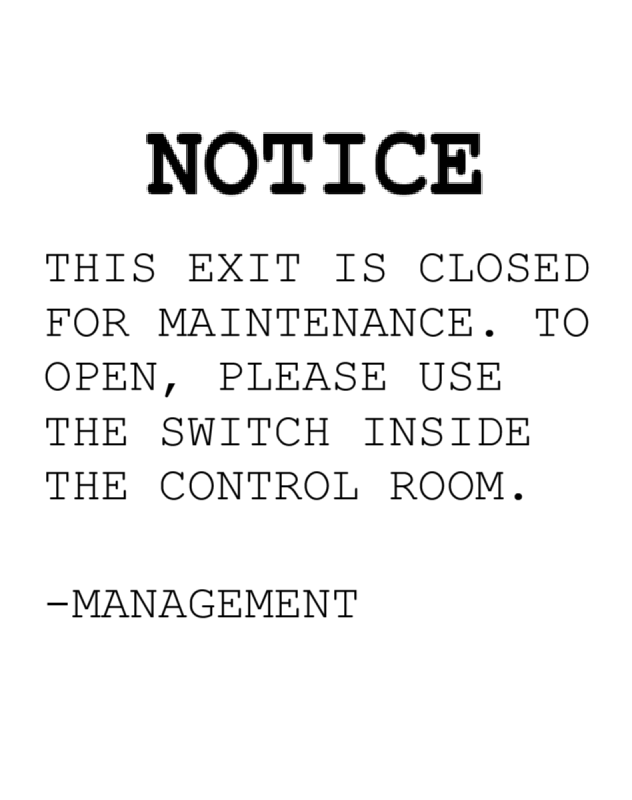 NOTICE
THIS EXIT IS CLOSED
FOR MAINTENANCE. TO
OPEN, PLEASE USE
THE SWITCH INSIDE
THE CONTROL ROOM.
-MANAGEMENT